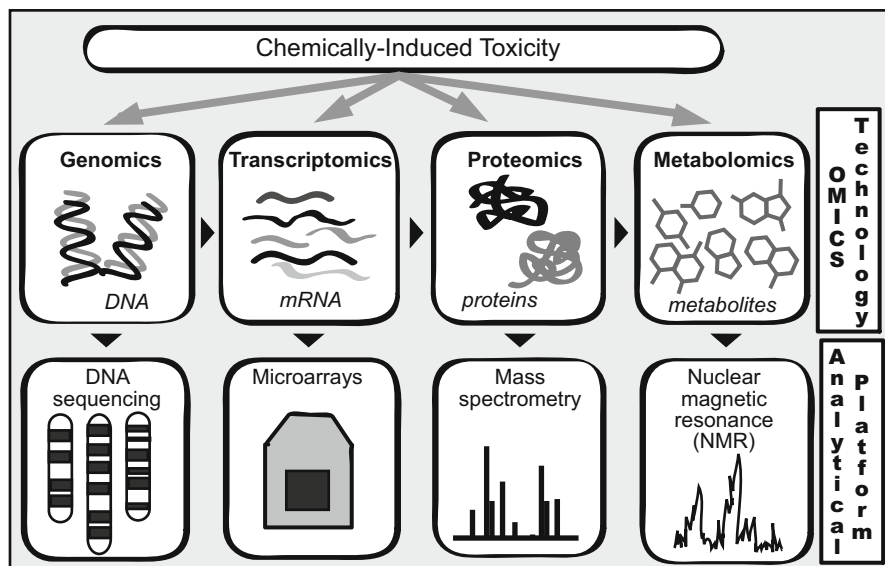 Chemically-Induced Toxicity
Genomics
DNA
Transcriptomics
mRNA
Proteomics
proteins
Metabolomics
metabolites
OMICS
Technology
DNA
sequencing
Microarrays
Mass
spectrometry
Nuclear
magnetic
resonance
(NMR)
Analytical
Platform